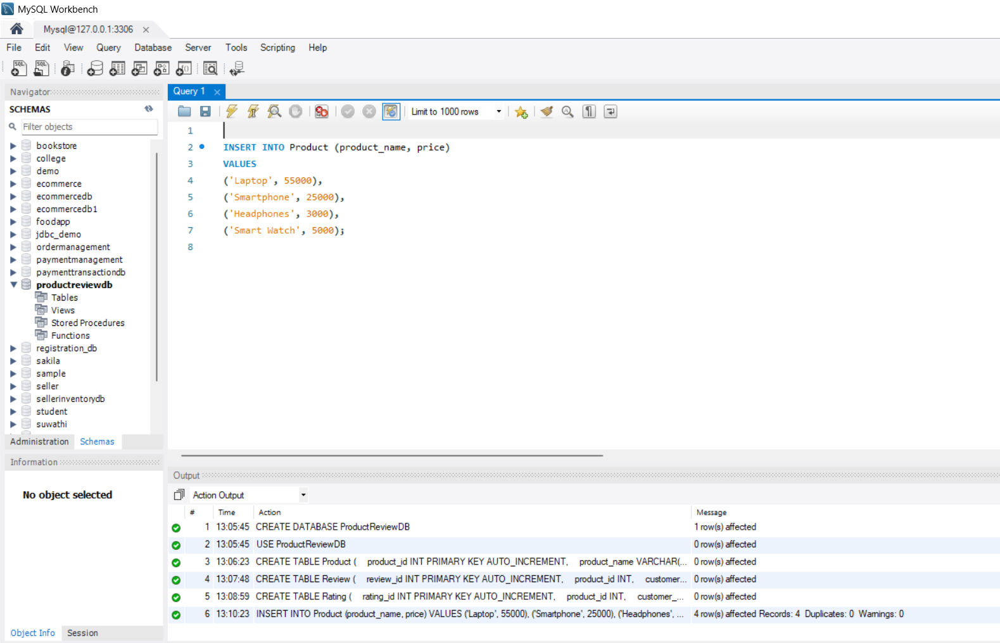 MySQL Workbench
Mysql@127.0.0.1:3306
File Edit View Query Database Server Tools Scripting Help
Navigator
SCHEMAS
Filter objects
bookstore
college
demo
ecommerce
ecommercedb
ecommercedb1
foodapp
jdbc_demo
ordermanagement
paymentmanagement
paymenttransactiondb
productreviewdb
Tables
Views
Stored Procedures
Functions
registration_db
sakila
sample
seller
sellerinventorydb
student
suwathi
Administration Schemas
Information
No object selected
Object Info Session
Query 1
Limit to 1000 rows
1
2 INSERT INTO Product (product_name, price)
3 VALUES
4 ('Laptop', 55000),
5 ('Smartphone', 25000),
6 ('Headphones', 3000),
7 ('Smart Watch', 5000);
8
Output
Action Output
# Time Action Message
1 13:05:45 CREATE DATABASE ProductReviewDB 1 row(s) affected
2 13:05:45 USE ProductReviewDB 0 row(s) affected
3 13:06:23 CREATE TABLE Product ( product_id INT PRIMARY KEY AUTO_INCREMENT, product_name VARCHAR(... 0 row(s) affected
4 13:07:48 CREATE TABLE Review ( review_id INT PRIMARY KEY AUTO_INCREMENT, product_id INT, customer... 0 row(s) affected
5 13:08:59 CREATE TABLE Rating ( rating_id INT PRIMARY KEY AUTO_INCREMENT, product_id INT, customer_... 0 row(s) affected
6 13:10:23 INSERT INTO Product (product_name, price) VALUES ('Laptop', 55000), ('Smartphone', 25000), ('Headphones', ... 4 row(s) affected Records: 4 Duplicates: 0 Warnings: 0